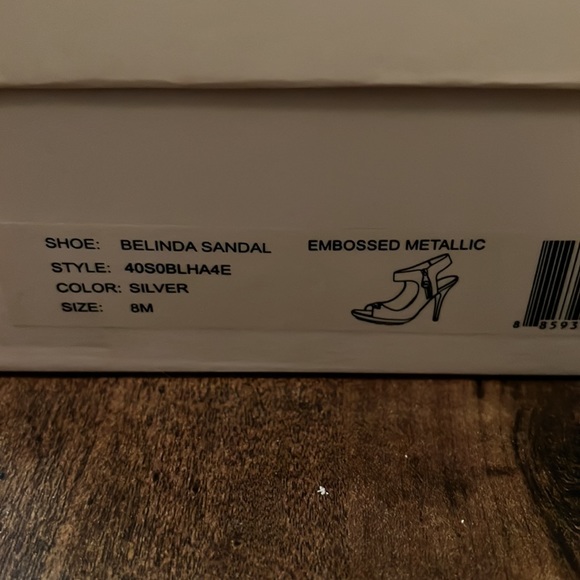 SHOE: BELINDA SANDAL EMBOSSED METALLIC
STYLE: 40S0BLHA4E
COLOR: SILVER
SIZE: 8M
8 8593